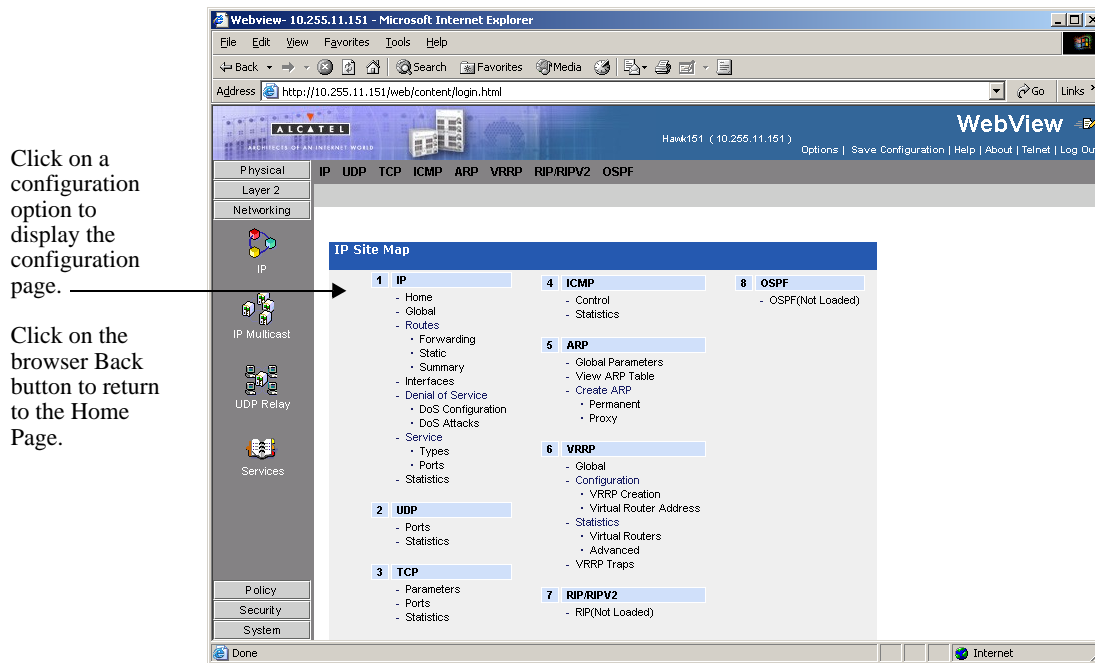 Click on a
configuration
option to
display the
configuration
page.
Click on the
browser Back
button to return
to the Home
Page.
Webview- 10.255.11.151 - Microsoft Internet Explorer
File Edit View Favorites Tools Help
Back Search Favorites Media
Address http://10.255.11.151/web/content/login.html Go Links
ALCATEL
ARCHITECTS OF AN INTERNET WORLD
Hawk151 ( 10.255.11.151 )
WebView
Options | Save Configuration | Help | About | Telnet | Log Ou
Physical
Layer 2
Networking
IP
IP Multicast
UDP Relay
Services
Policy
Security
System
IP UDP TCP ICMP ARP VRRP RIP/RIPV2 OSPF
IP Site Map
1 IP
- Home
- Global
- Routes
· Forwarding
· Static
· Summary
- Interfaces
- Denial of Service
· DoS Configuration
· DoS Attacks
- Service
· Types
· Ports
- Statistics
2 UDP
- Ports
- Statistics
3 TCP
- Parameters
- Ports
- Statistics
4 ICMP
- Control
- Statistics
5 ARP
- Global Parameters
- View ARP Table
- Create ARP
· Permanent
· Proxy
6 VRRP
- Global
- Configuration
· VRRP Creation
· Virtual Router Address
- Statistics
· Virtual Routers
· Advanced
- VRRP Traps
7 RIP/RIPV2
- RIP(Not Loaded)
8 OSPF
- OSPF(Not Loaded)
Done Internet